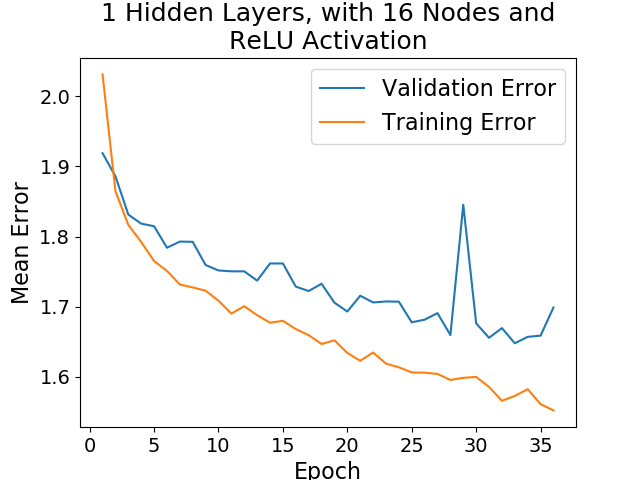 1 Hidden Layers, with 16 Nodes and
ReLU Activation
Validation Error
Training Error
Mean Error
2.0
1.9
1.8
1.7
1.6
0 5 10 15 20 25 30 35
Epoch